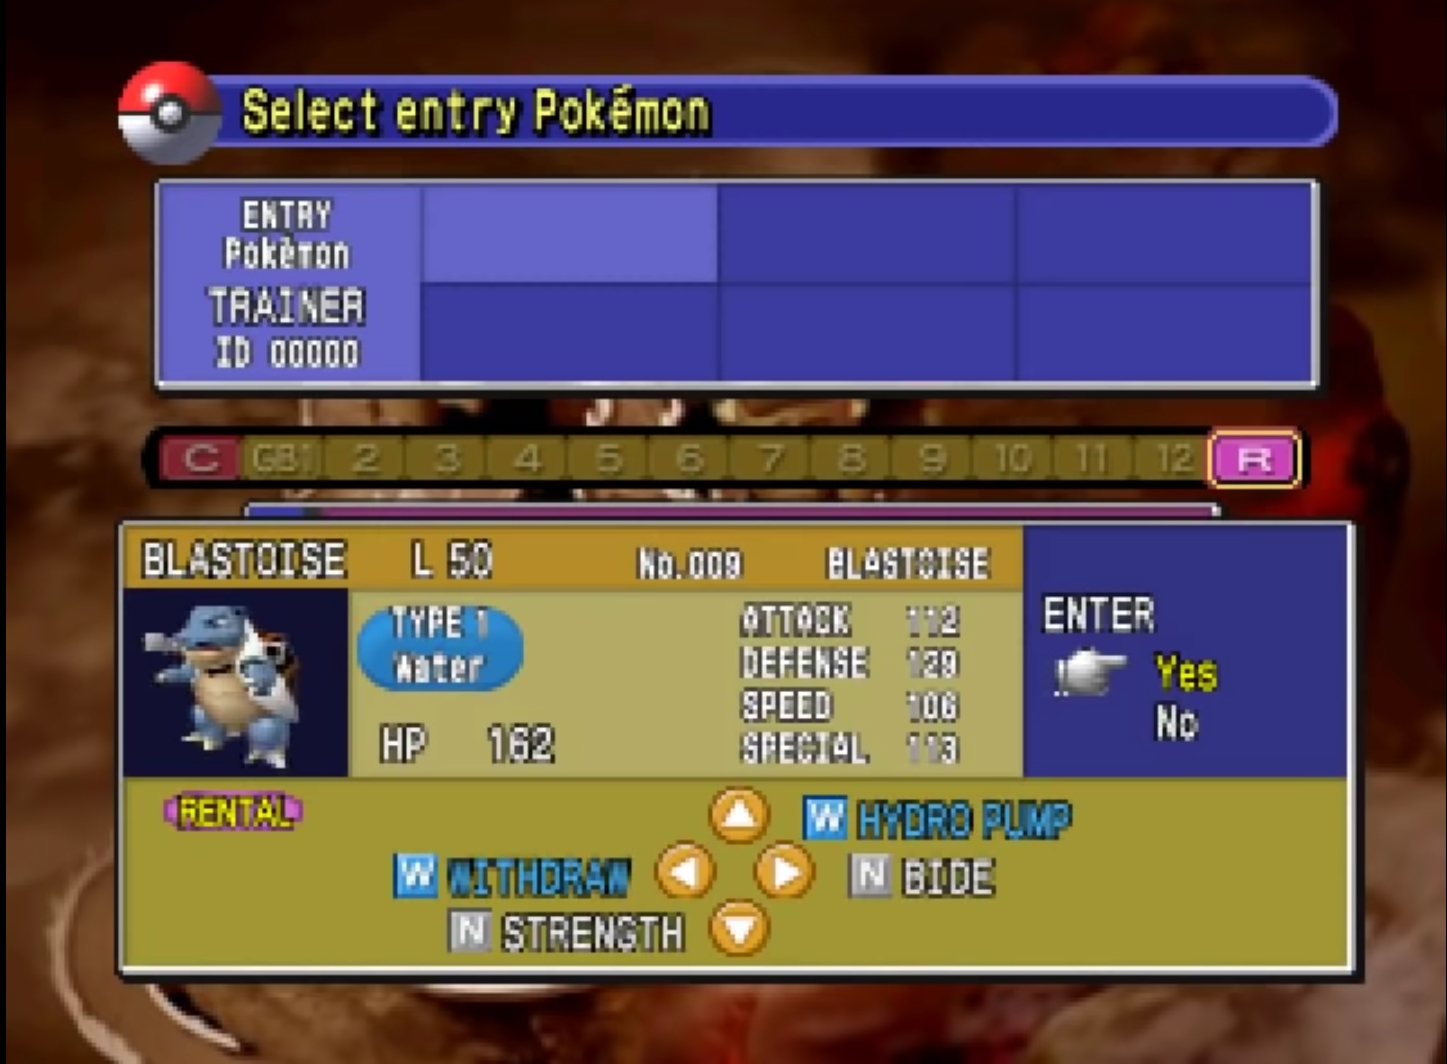 Select entry Pokémon
ENTRY
Pokémon
TRAINER
ID 00000
C GB1 2 3 4 5 6 7 8 9 10 11 12 R
BLASTOISE L 50 No.009 BLASTOISE
TYPE 1
Water
HP 162
ATTACK 112
DEFENSE 129
SPEED 106
SPECIAL 113
ENTER
Yes
No
RENTAL
W HYDRO PUMP
W WITHDRAW
N BIDE
N STRENGTH